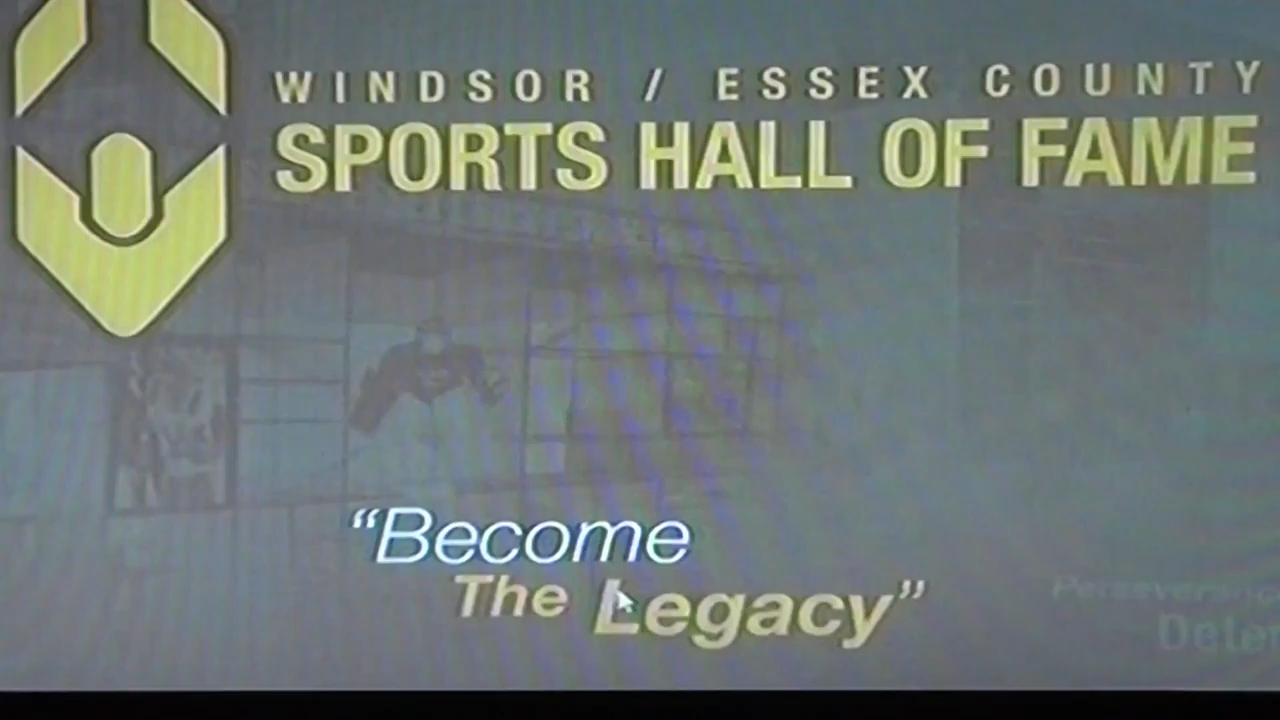 WINDSOR / ESSEX COUNTY
SPORTS HALL OF FAME
"Become
The Legacy"